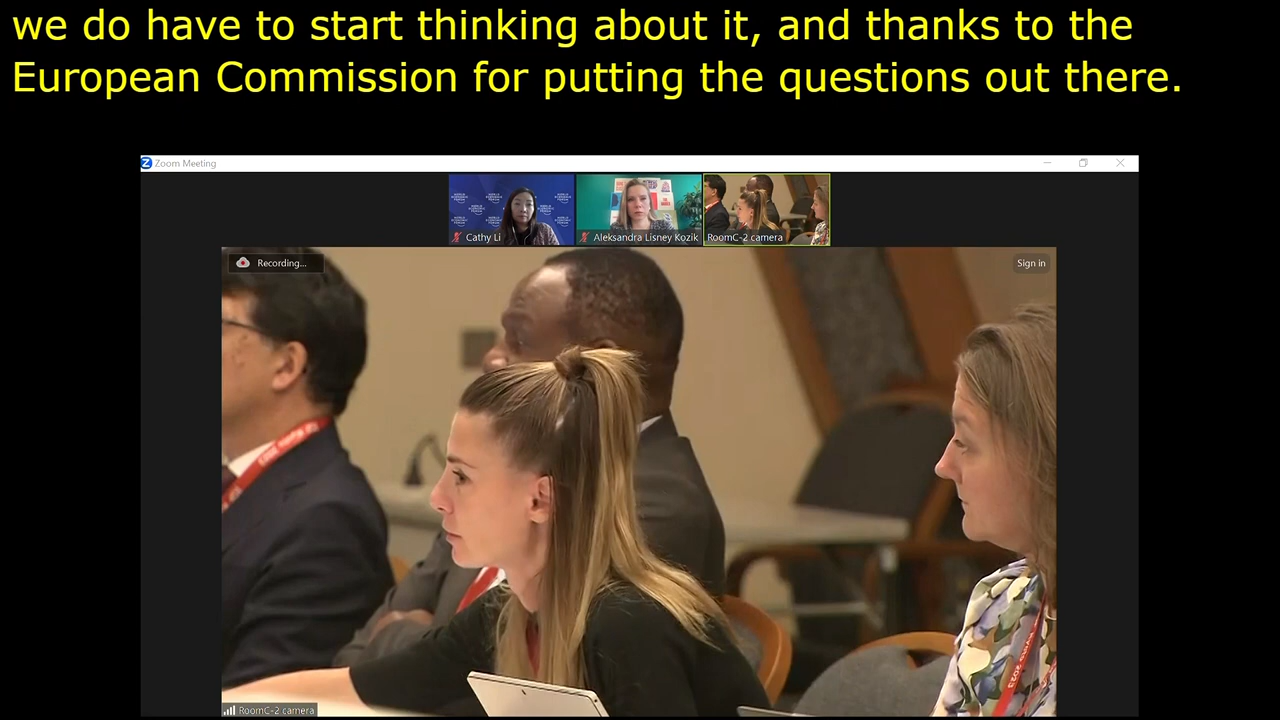 we do have to start thinking about it, and thanks to the
European Commission for putting the questions out there.
Zoom Meeting
Cathy Li
Aleksandra Lisney Kozik
RoomC-2 camera
Recording...
Sign in
RoomC-2 camera